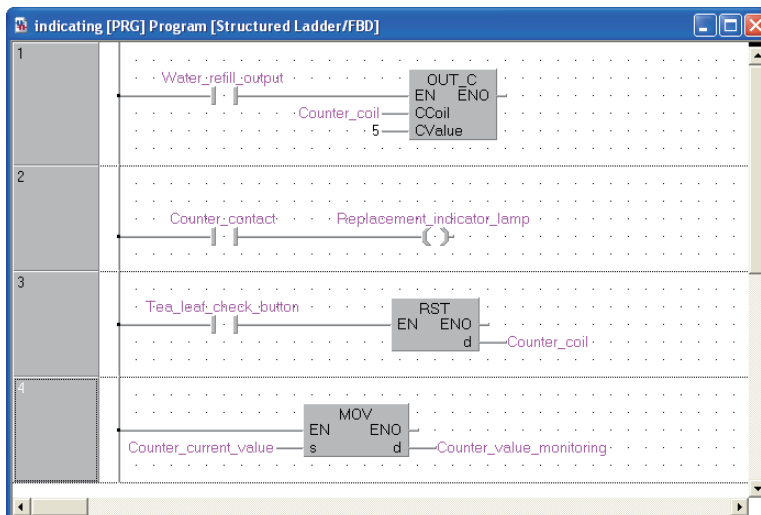 indicating [PRG] Program [Structured Ladder/FBD]
1
Water_refill_output
OUT_C
EN ENO
Counter_coil CCoil
5 CValue
2
Counter_contact Replacement_indicator_lamp
3
Tea_leaf_check_button
RST
EN ENO
d Counter_coil
4
MOV
EN ENO
Counter_current_value s d Counter_value_monitoring